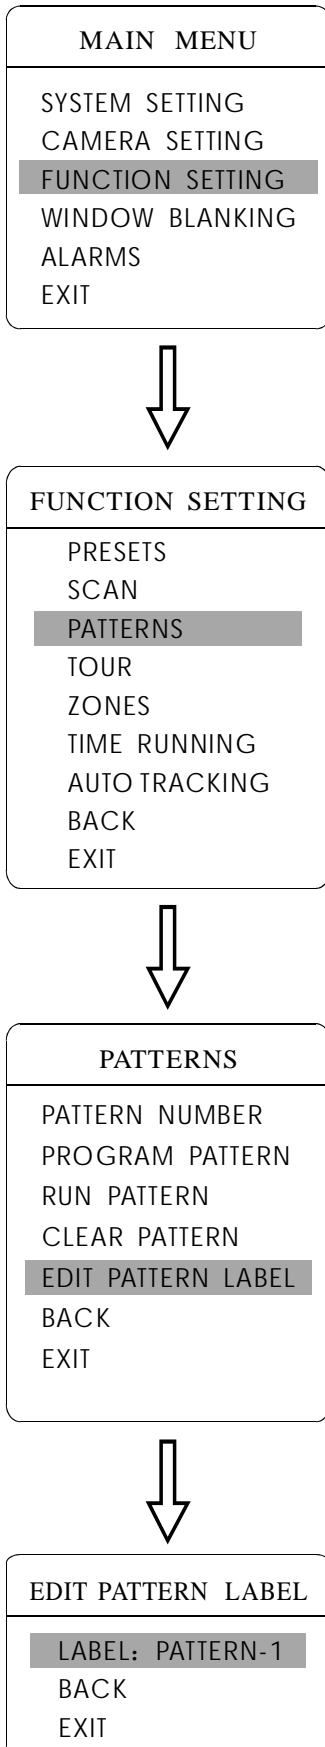 MAIN MENU
SYSTEM SETTING
CAMERA SETTING
FUNCTION SETTING
WINDOW BLANKING
ALARMS
EXIT
FUNCTION SETTING
PRESETS
SCAN
PATTERNS
TOUR
ZONES
TIME RUNNING
AUTO TRACKING
BACK
EXIT
PATTERNS
PATTERN NUMBER
PROGRAM PATTERN
RUN PATTERN
CLEAR PATTERN
EDIT PATTERN LABEL
BACK
EXIT
EDIT PATTERN LABEL
LABEL：PATTERN-1
BACK
EXIT